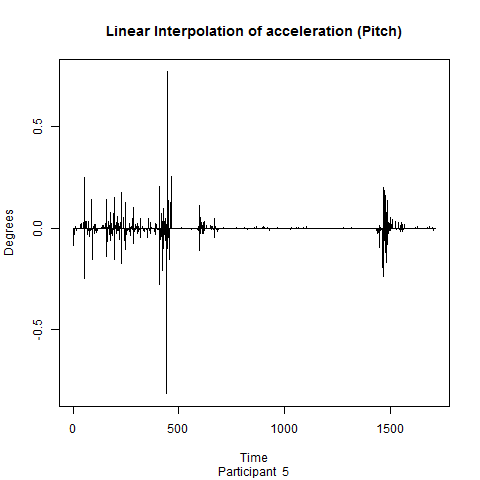 Linear Interpolation of acceleration (Pitch)
Degrees
0.5
0.0
-0.5
0 500 1000 1500
Time
Participant 5